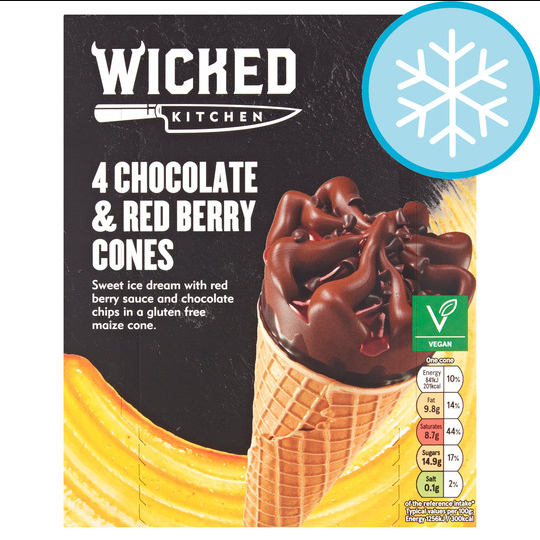 WICKED
KITCHEN
4 CHOCOLATE
& RED BERRY
CONES
Sweet ice dream with red
berry sauce and chocolate
chips in a gluten free
maize cone.
V
VEGAN
One cone
Energy
841kJ
201kcal
10%
Fat
9.8g
14%
Saturates
8.7g
44%
Sugars
14.9g
17%
Salt
0.1g
2%
of the reference intake*
Typical values per 100g:
Energy 1256kJ / 300kcal